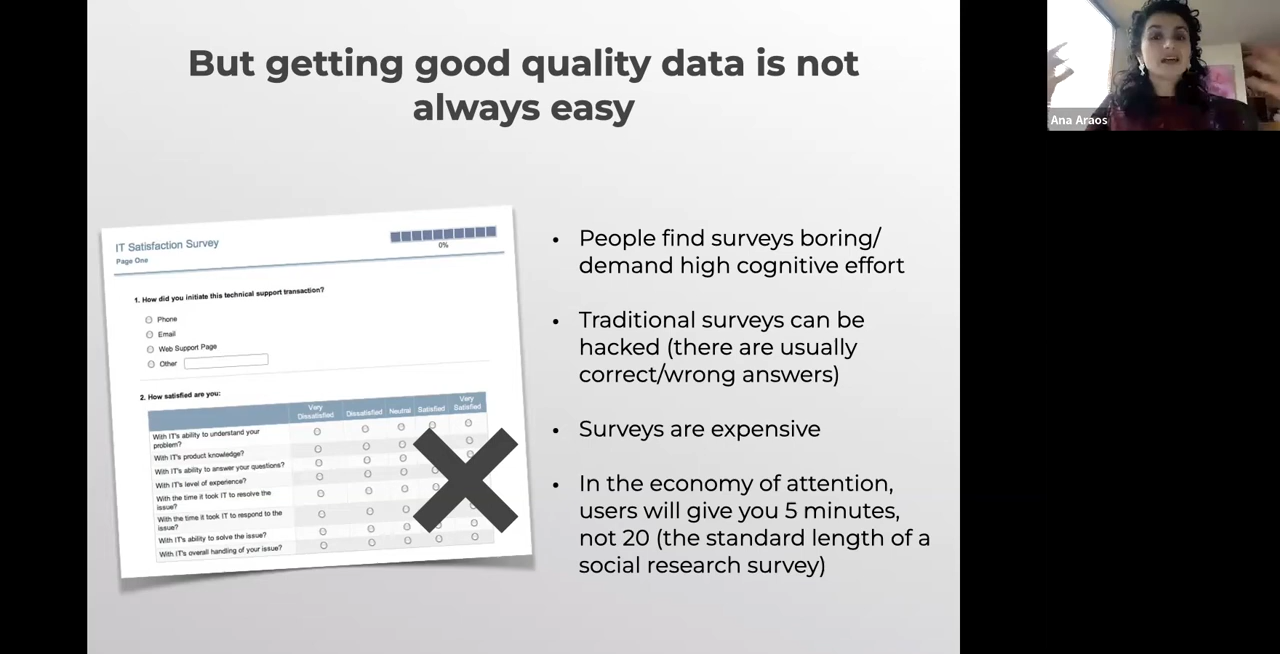 But getting good quality data is not
always easy
IT Satisfaction Survey
Page One
0%
1. How did you initiate this technical support transaction?
Phone
Email
Web Support Page
Other
2. How satisfied are you:
Very Dissatisfied Dissatisfied Neutral Satisfied Very Satisfied
With IT's ability to understand your
problem?
With IT's product knowledge?
With IT's ability to answer your questions?
With IT's level of experience?
With the time it took IT to resolve the
issue?
With the time it took IT to respond to the
issue?
With IT's ability to solve the issue?
With IT's overall handing of your issue?
• People find surveys boring/
demand high cognitive effort
• Traditional surveys can be
hacked (there are usually
correct/wrong answers)
• Surveys are expensive
• In the economy of attention,
users will give you 5 minutes,
not 20 (the standard length of a
social research survey)
Ana Araos